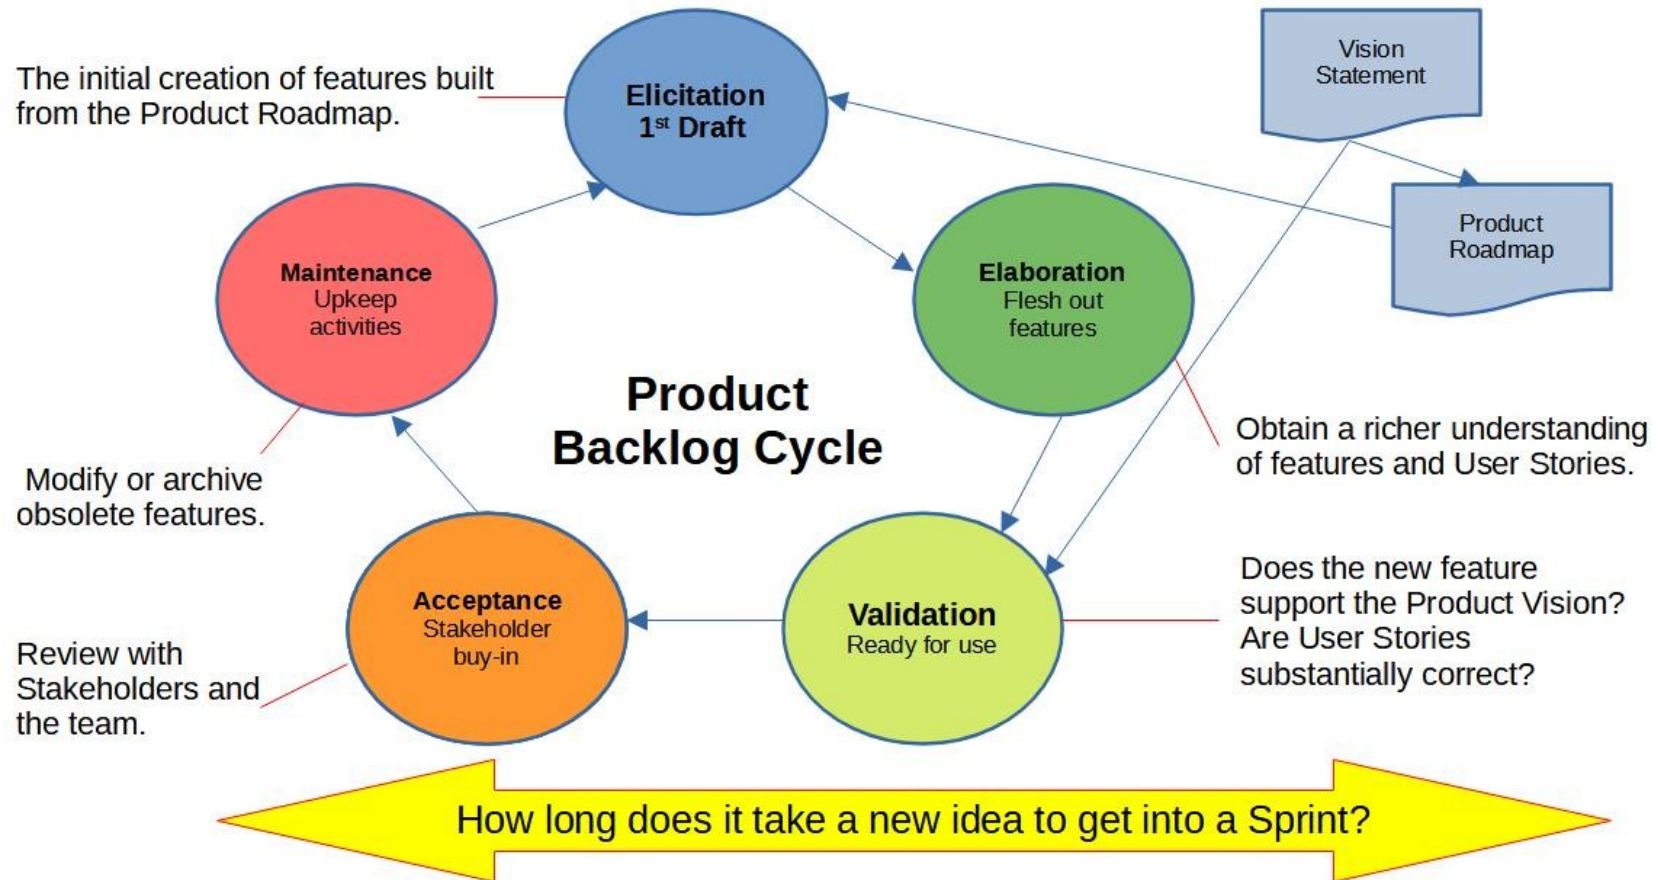 The initial creation of features built
from the Product Roadmap.
Elicitation
1st Draft
Vision
Statement
Product
Roadmap
Maintenance
Upkeep
activities
Elaboration
Flesh out
features
Product
Backlog Cycle
Modify or archive
obsolete features.
Obtain a richer understanding
of features and User Stories.
Acceptance
Stakeholder
buy-in
Validation
Ready for use
Does the new feature
support the Product Vision?
Are User Stories
substantially correct?
Review with
Stakeholders and
the team.
How long does it take a new idea to get into a Sprint?